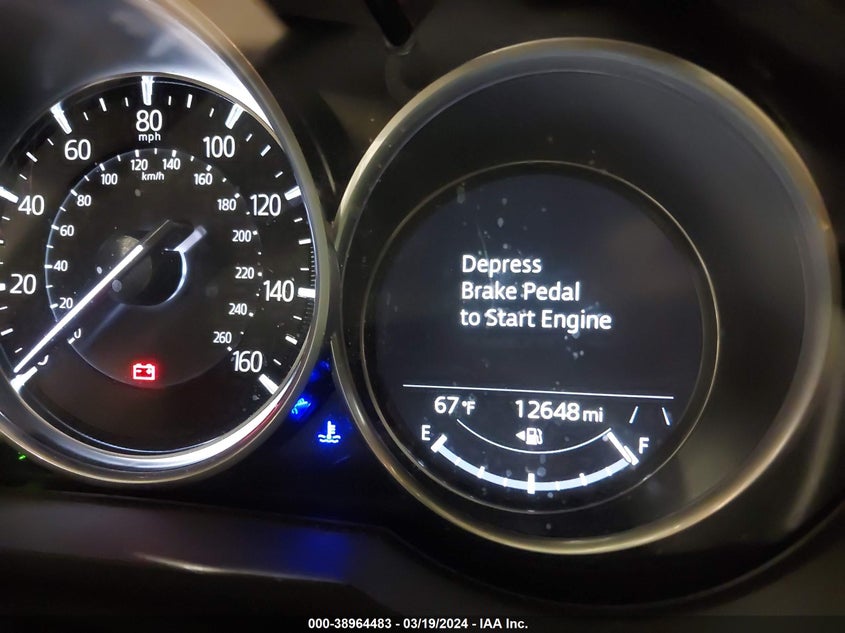 80
mph
60
100
120
140
100
km/h
160
80
180
120
40
60
200
40
220
20
140
20
240
0
0
260
160
Depress
Brake Pedal
to Start Engine
67°F
12648 mi
E
F
000-38964483 - 03/19/2024 - IAA Inc.